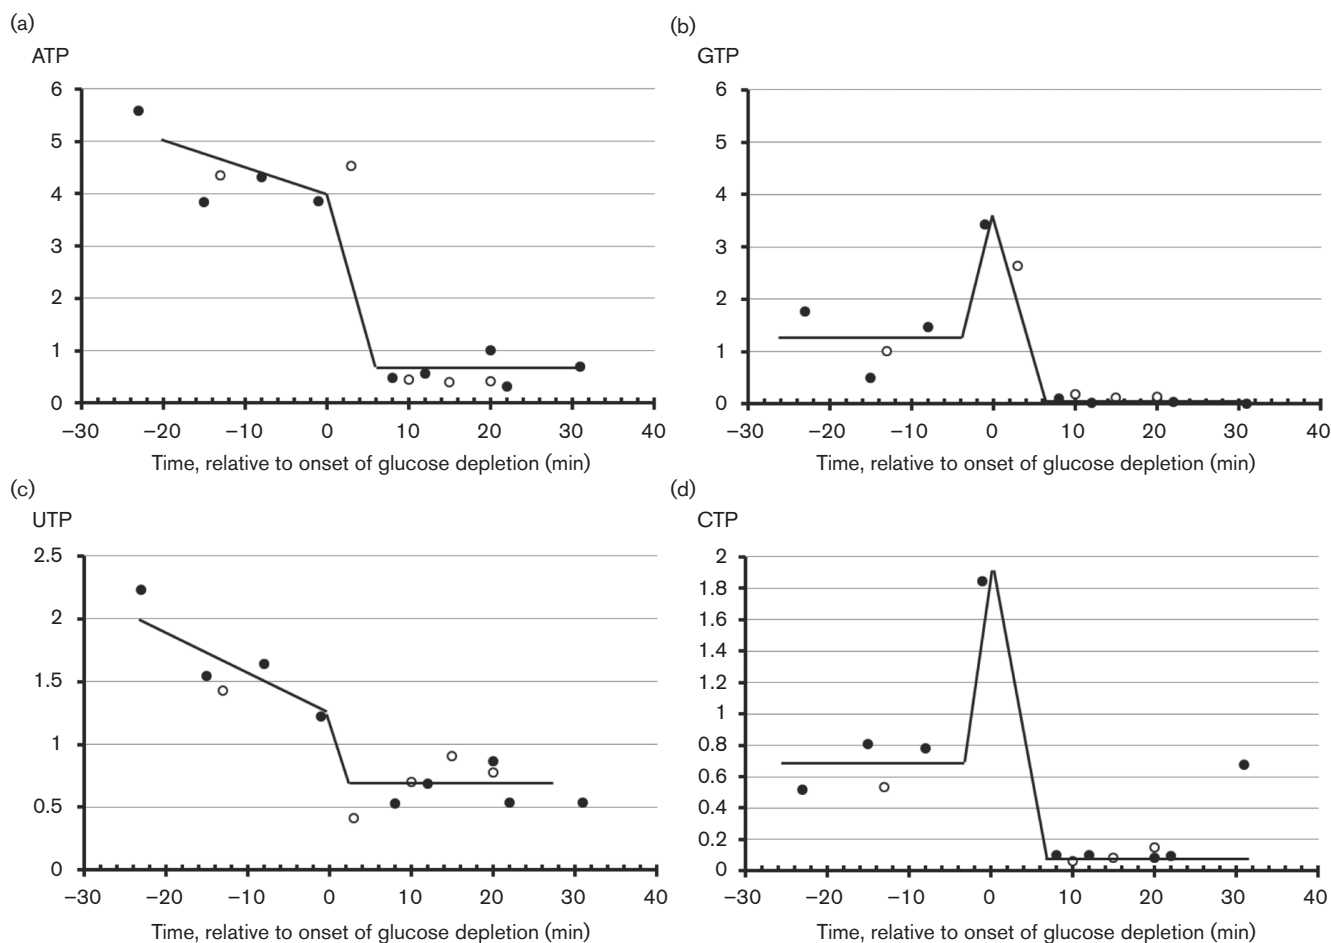 (a)
ATP
6
5
4
3
2
1
0
−30 −20 −10 0 10 20 30 40
Time, relative to onset of glucose depletion (min)
(b)
GTP
6
5
4
3
2
1
0
−30 −20 −10 0 10 20 30 40
Time, relative to onset of glucose depletion (min)
(c)
UTP
2.5
2
1.5
1
0.5
0
−30 −20 −10 0 10 20 30 40
Time, relative to onset of glucose depletion (min)
(d)
CTP
2
1.8
1.6
1.4
1.2
1
0.8
0.6
0.4
0.2
0
−30 −20 −10 0 10 20 30 40
Time, relative to onset of glucose depletion (min)